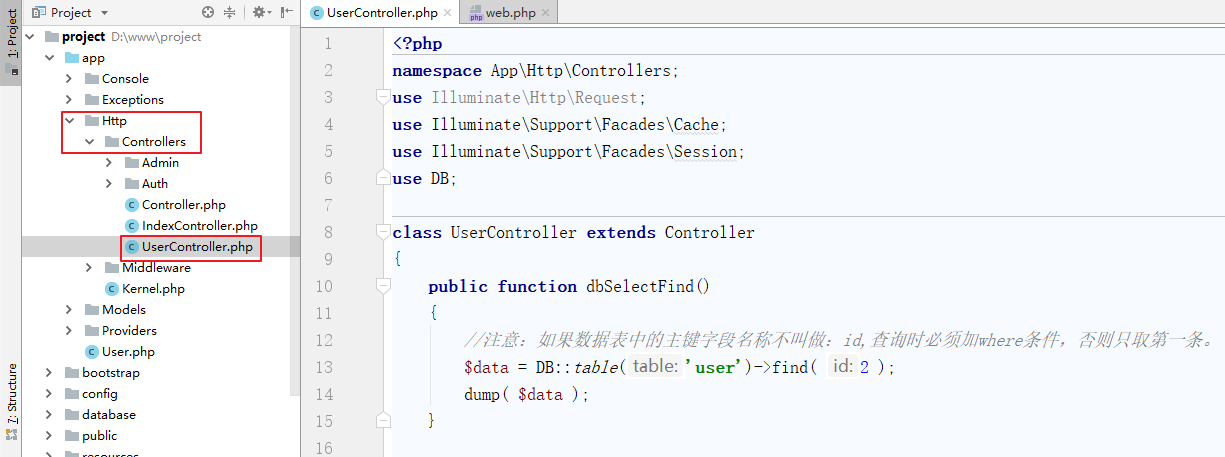 1: Project
7: Structure
Project
project D:\www\project
app
Console
Exceptions
Http
Controllers
Admin
Auth
Controller.php
IndexController.php
UserController.php
Middleware
Kernel.php
Models
Providers
User.php
bootstrap
config
database
public
resources
UserController.php
web.php
1 <?php
2 namespace App\Http\Controllers;
3 use Illuminate\Http\Request;
4 use Illuminate\Support\Facades\Cache;
5 use Illuminate\Support\Facades\Session;
6 use DB;
7
8 class UserController extends Controller
9 {
10 public function dbSelectFind()
11 {
12 //注意：如果数据表中的主键字段名称不叫做：id,查询时必须加where条件，否则只取第一条。
13 $data = DB::table( table: 'user')->find( id: 2 );
14 dump( $data );
15 }
16